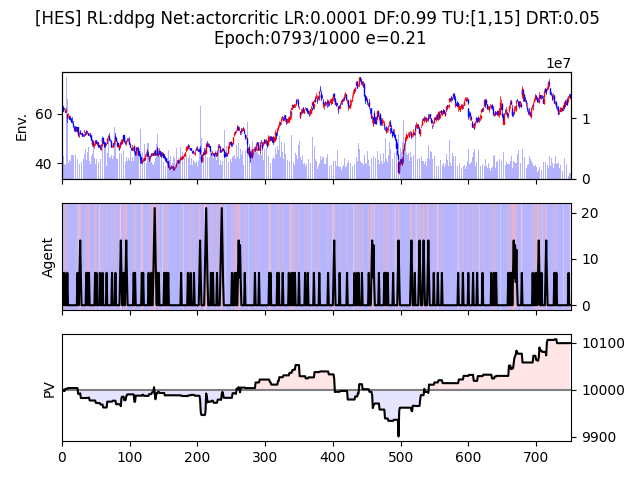 [HES] RL:ddpg Net:actorcritic LR:0.0001 DF:0.99 TU:[1,15] DRT:0.05
Epoch:0793/1000 e=0.21
1e7
Env.
60
40
1
0
Agent
20
10
0
PV
10100
10000
9900
0 100 200 300 400 500 600 700